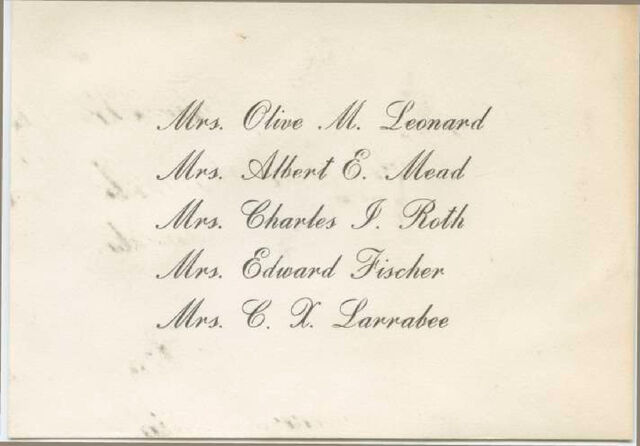 Mrs. Olive M. Leonard
Mrs. Albert E. Mead
Mrs. Charles I. Roth
Mrs. Edward Fischer
Mrs. C. X. Larrabee